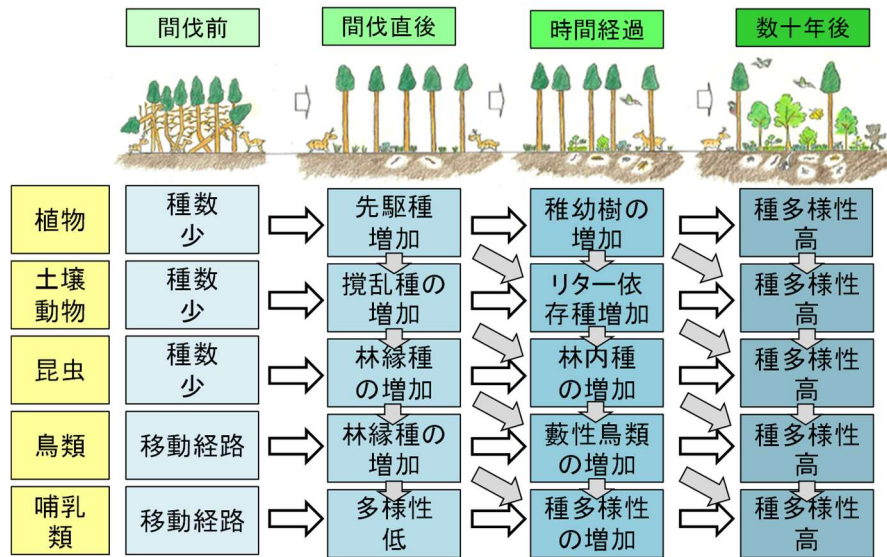 間伐前
間伐直後
時間経過
数十年後
植物
種数
少
先駆種
増加
稚幼樹の
増加
種多様性
高
土壌
動物
種数
少
撹乱種の
増加
リター依
存種増加
種多様性
高
昆虫
種数
少
林縁種
の増加
林内種
の増加
種多様性
高
鳥類
移動経路
林縁種の
増加
藪性鳥類
の増加
種多様性
高
哺乳
類
移動経路
多様性
低
種多様性
の増加
種多様性
高